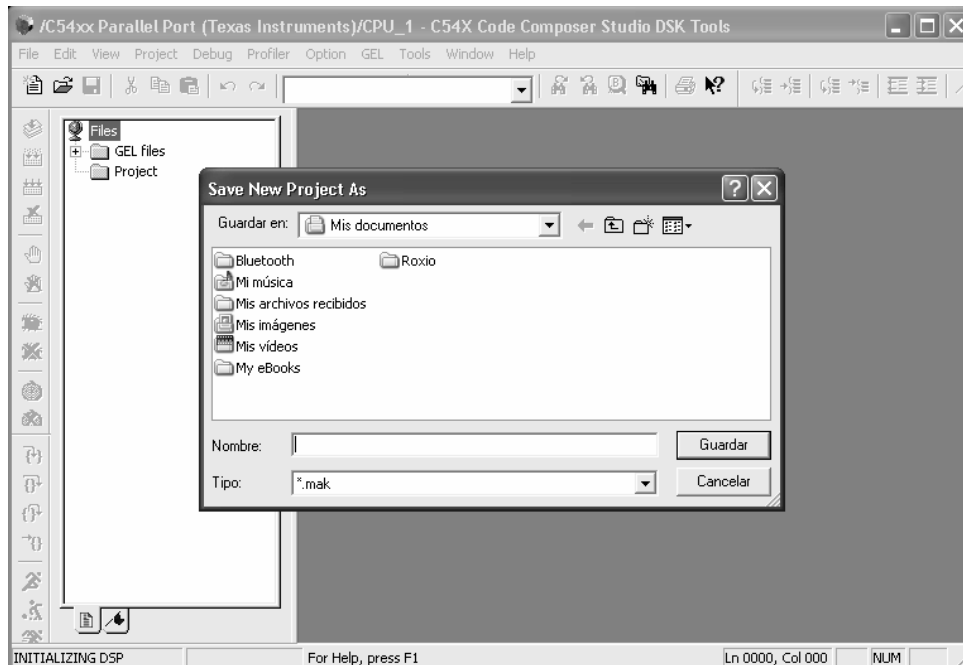 /C54xx Parallel Port (Texas Instruments)/CPU_1 - C54X Code Composer Studio DSK Tools
File Edit View Project Debug Profiler Option GEL Tools Window Help
Files
GEL files
Project
Save New Project As
Guardar en: Mis documentos
Bluetooth Roxio
Mi música
Mis archivos recibidos
Mis imágenes
Mis vídeos
My eBooks
Nombre: Guardar
Tipo: *.mak Cancelar
INITIALIZING DSP For Help, press F1 Ln 0000, Col 000 NUM